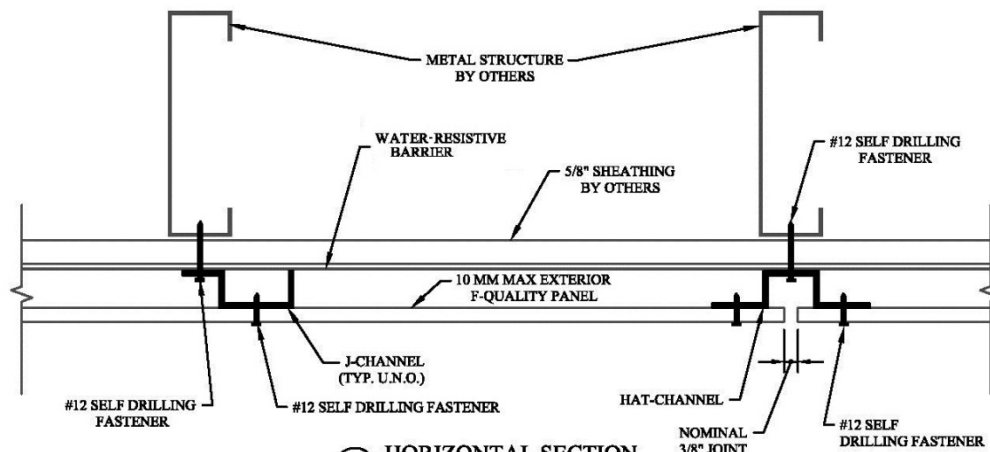 METAL STRUCTURE
BY OTHERS
WATER-RESISTIVE
BARRIER
#12 SELF DRILLING
FASTENER
5/8" SHEATHING
BY OTHERS
10 MM MAX EXTERIOR
F-QUALITY PANEL
J-CHANNEL
(TYP. U.N.O.)
#12 SELF DRILLING
FASTENER
#12 SELF DRILLING FASTENER
HAT-CHANNEL
NOMINAL
3/8" JOINT
#12 SELF
DRILLING FASTENER
HORIZONTAL SECTION